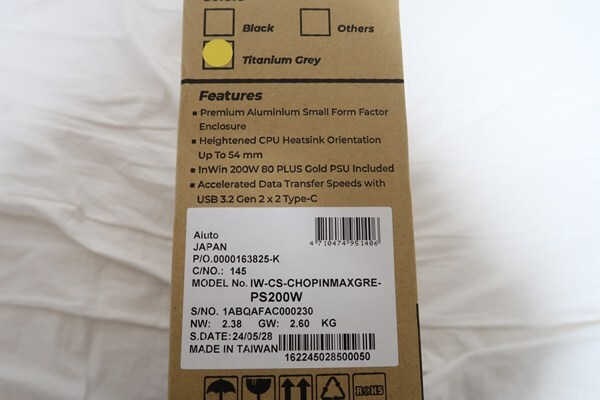 Black
Others
Titanium Grey
Features
▪ Premium Aluminium Small Form Factor
Enclosure
▪ Heightened CPU Heatsink Orientation
Up To 54 mm
▪ InWin 200W 80 PLUS Gold PSU Included
▪ Accelerated Data Transfer Speeds with
USB 3.2 Gen 2 x 2 Type-C
Aiuto
JAPAN
4 710474 951406
P/O.0000163825-K
C/NO.: 145
MODEL No. IW-CS-CHOPINMAXGRE-
PS200W
S/NO. 1ABQAFAC000230
NW: 2.38 GW: 2.60 KG
S.DATE: 24/05/28
MADE IN TAIWAN
162245028500050
RoHS